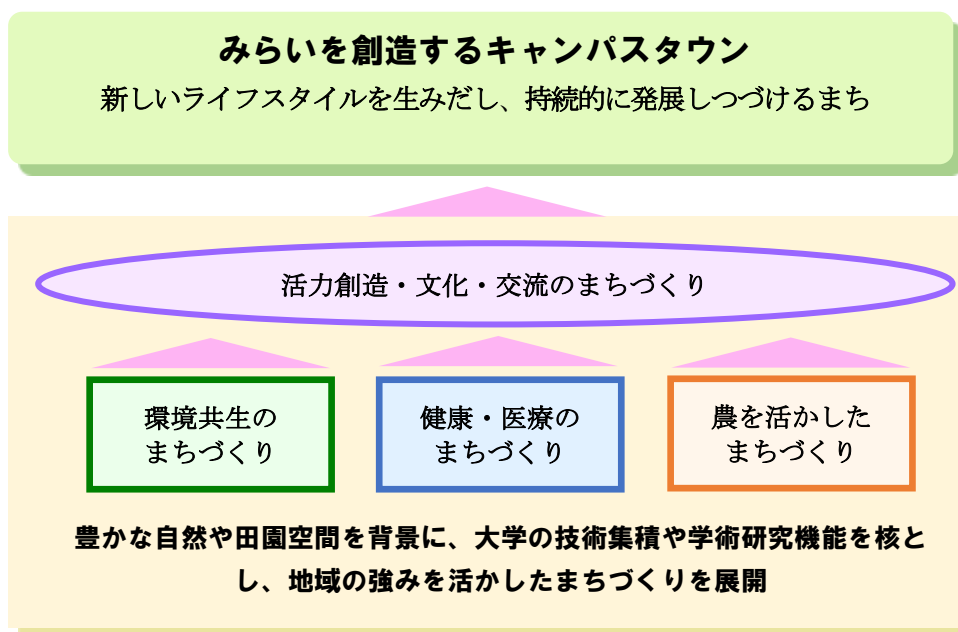 みらいを創造するキャンパスタウン
新しいライフスタイルを生みだし、持続的に発展しつづけるまち
活力創造・文化・交流のまちづくり
環境共生の
まちづくり
健康・医療の
まちづくり
農を活かした
まちづくり
豊かな自然や田園空間を背景に、大学の技術集積や学術研究機能を核と
し、地域の強みを活かしたまちづくりを展開